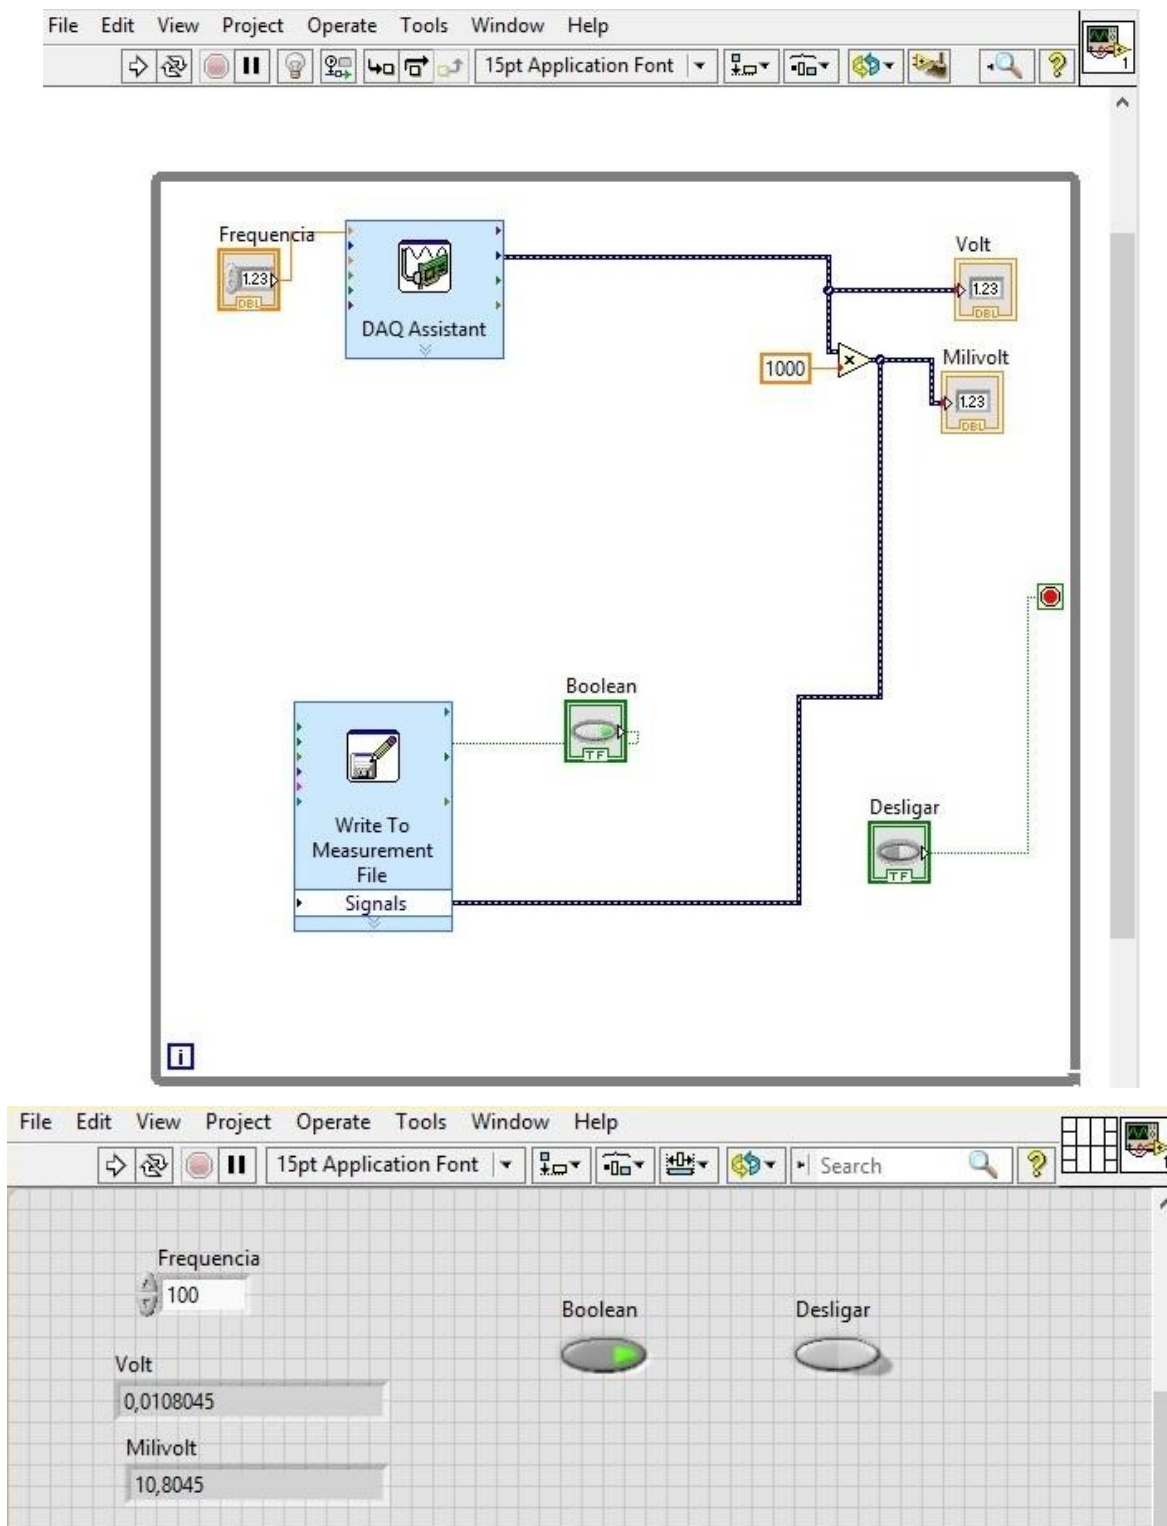 File Edit View Project Operate Tools Window Help
15pt Application Font
1
Frequencia
1.23
DBL
DAQ Assistant
Volt
1.23
DBL
1000
Milivolt
1.23
DBL
Boolean
TF
Write To
Measurement
File
Signals
Desligar
TF
i
File Edit View Project Operate Tools Window Help
15pt Application Font Search
Frequencia
100
Boolean Desligar
Volt
0,0108045
Milivolt
10,8045